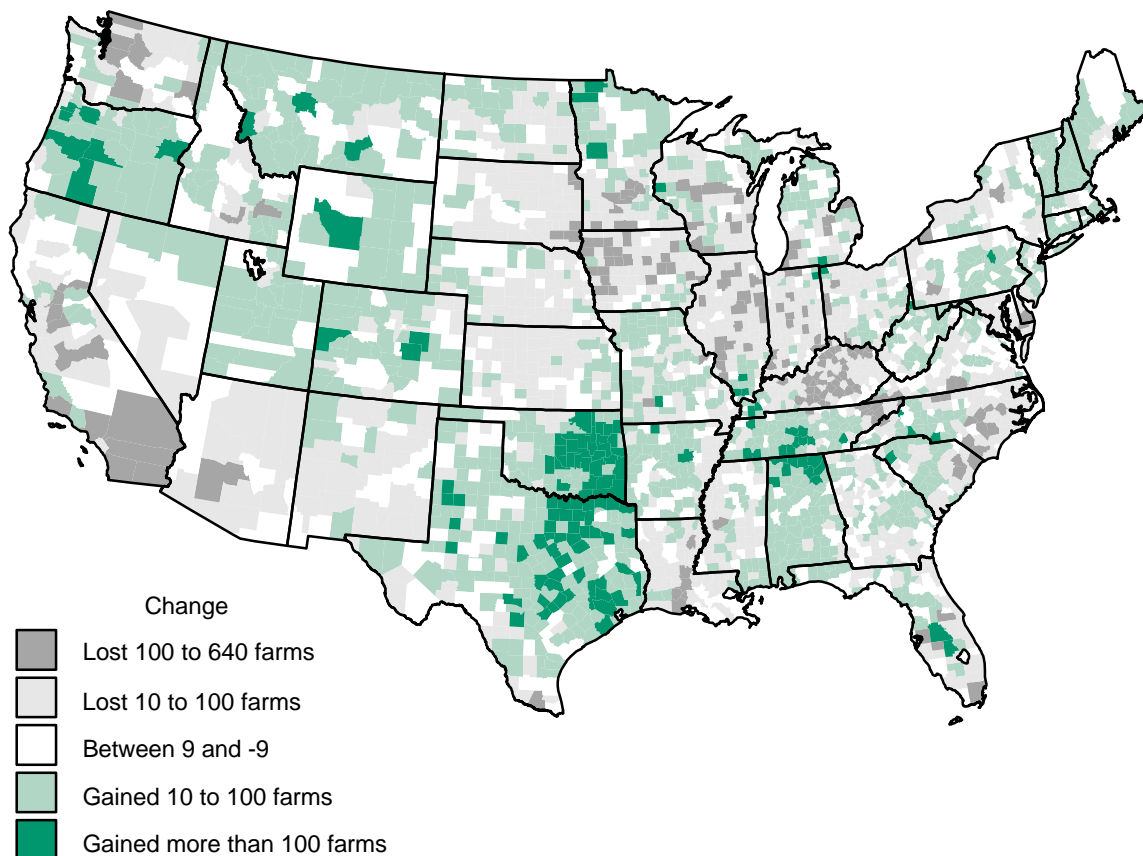 Change
Lost 100 to 640 farms
Lost 10 to 100 farms
Between 9 and -9
Gained 10 to 100 farms
Gained more than 100 farms